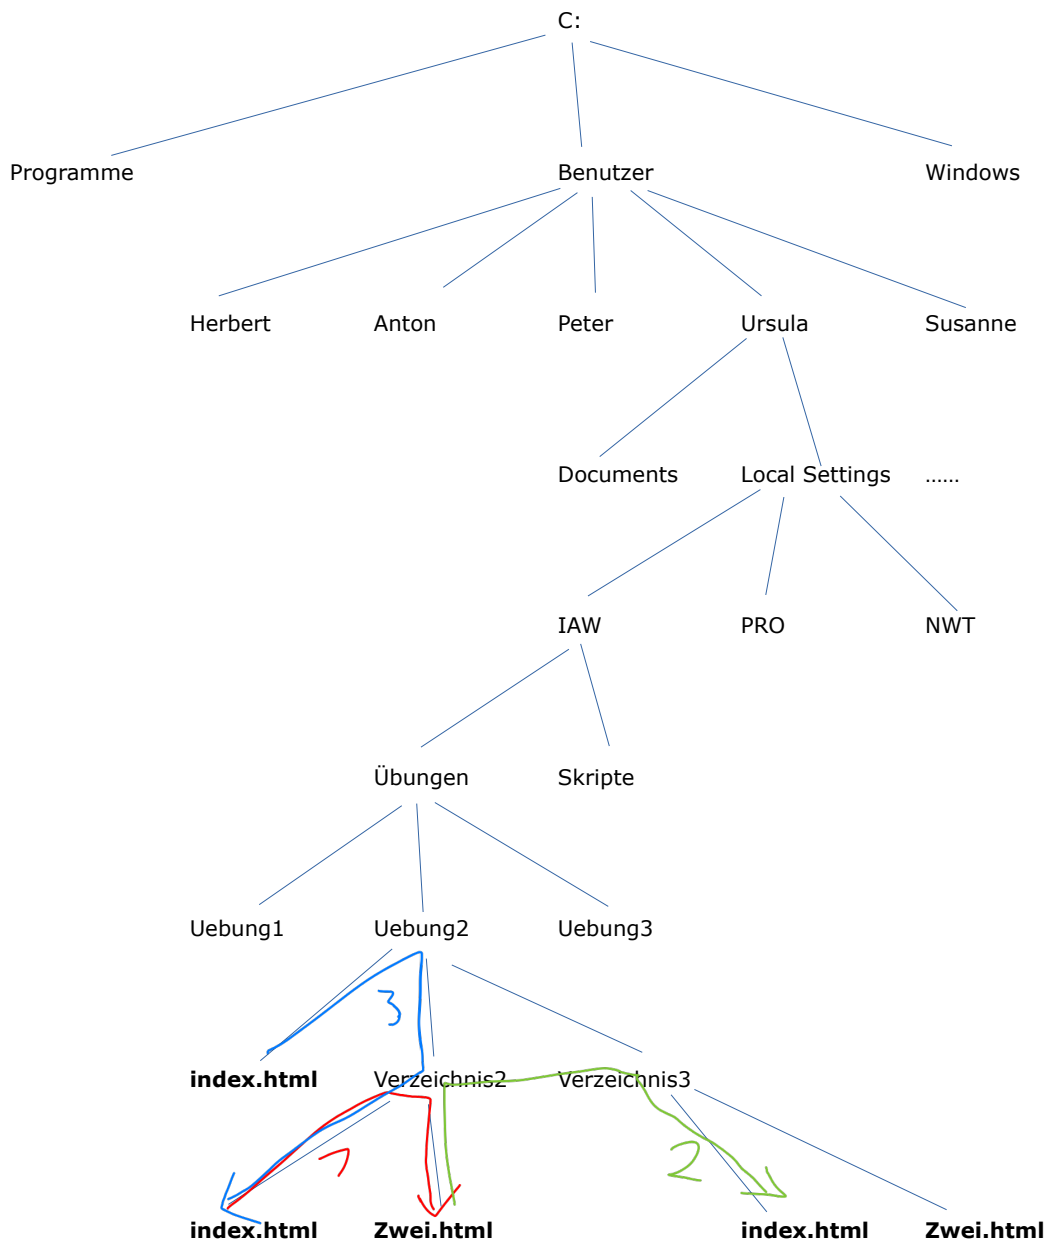 C:
Programme Benutzer Windows
Herbert Anton Peter Ursula Susanne
Documents Local Settings ......
IAW PRO NWT
Übungen Skripte
Uebung1 Uebung2 Uebung3
3
index.html Verzeichnis2 Verzeichnis3
1 2
index.html Zwei.html index.html Zwei.html